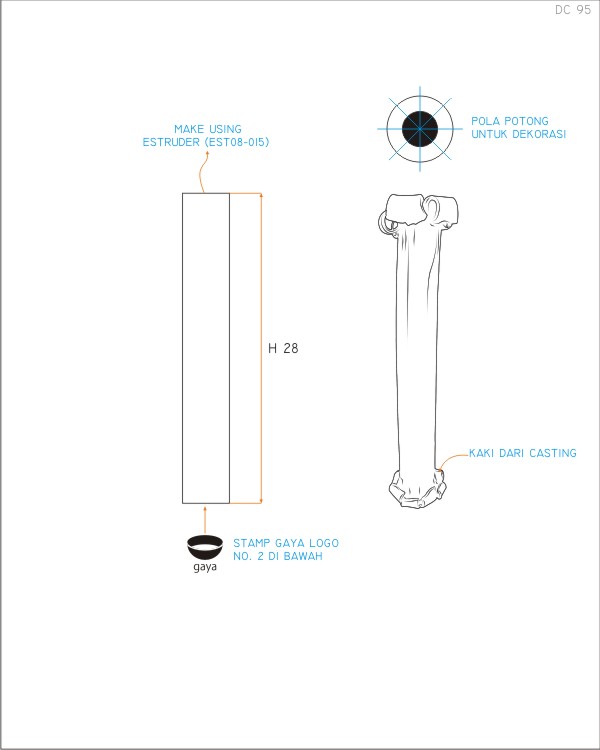 DC 95
MAKE USING
ESTRUDER (EST08-015)
POLA POTONG
UNTUK DEKORASI
H 28
KAKI DARI CASTING
STAMP GAYA LOGO
NO. 2 DI BAWAH
gaya